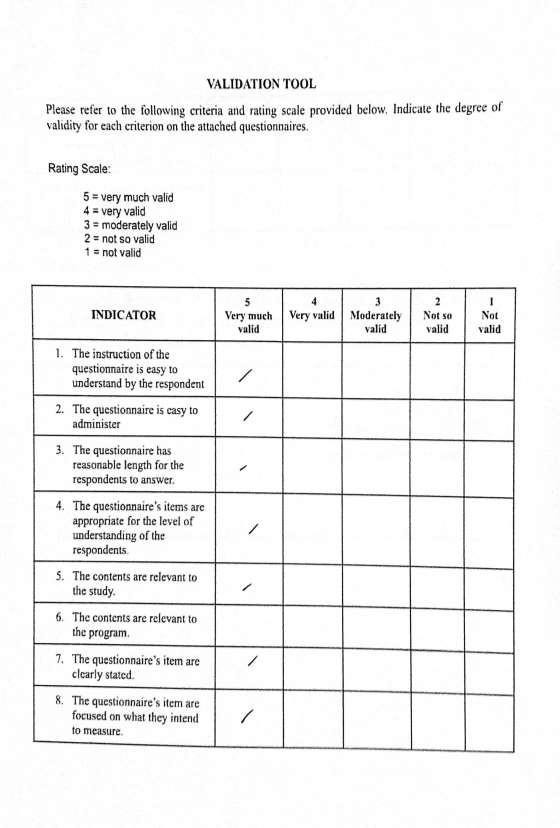 VALIDATION TOOL
Please refer to the following criteria and rating scale provided below. Indicate the degree of
validity for each criterion on the attached questionnaires.
Rating Scale:
5 = very much valid
4 = very valid
3 = moderately valid
2 = not so valid
1 = not valid
INDICATOR
5
Very much
valid
4
Very valid
3
Moderately
valid
2
Not so
valid
1
Not
valid
1. The instruction of the
questionnaire is easy to
understand by the respondent
/
2. The questionnaire is easy to
administer
/
3. The questionnaire has
reasonable length for the
respondents to answer.
/
4. The questionnaire's items are
appropriate for the level of
understanding of the
respondents.
/
5. The contents are relevant to
the study.
/
6. The contents are relevant to
the program.
7. The questionnaire's item are
clearly stated.
/
8. The questionnaire's item are
focused on what they intend
to measure.
/